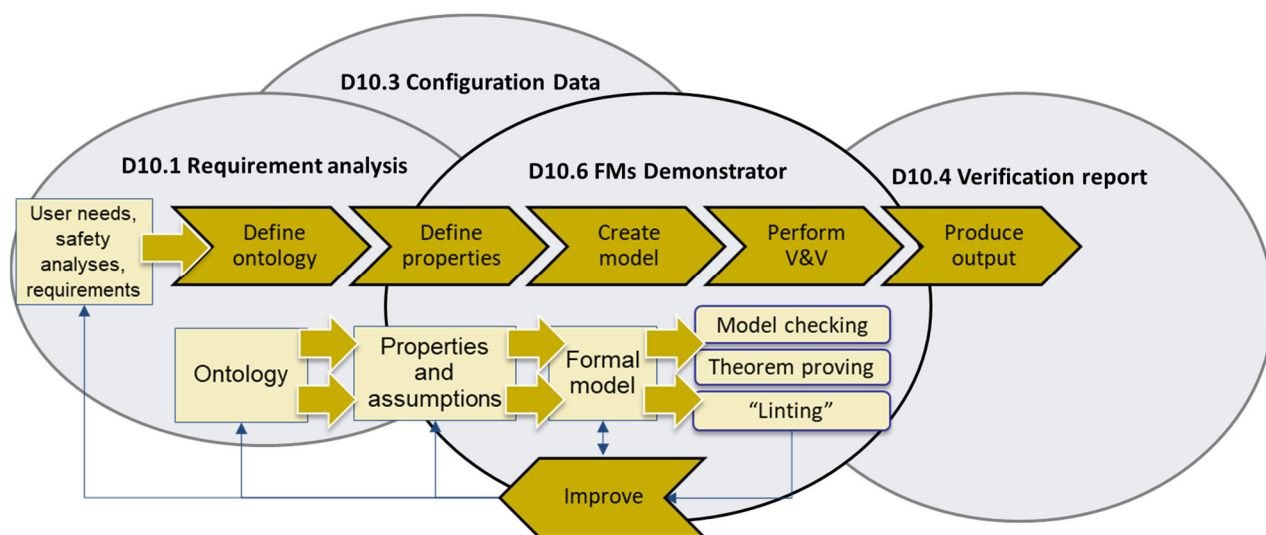 D10.3 Configuration Data
D10.1 Requirement analysis
D10.6 FMs Demonstrator
D10.4 Verification report
User needs,
safety
analyses,
requirements
Define
ontology
Define
properties
Create
model
Perform
V&V
Produce
output
Ontology
Properties
and
assumptions
Formal
model
Model checking
Theorem proving
“Linting”
Improve